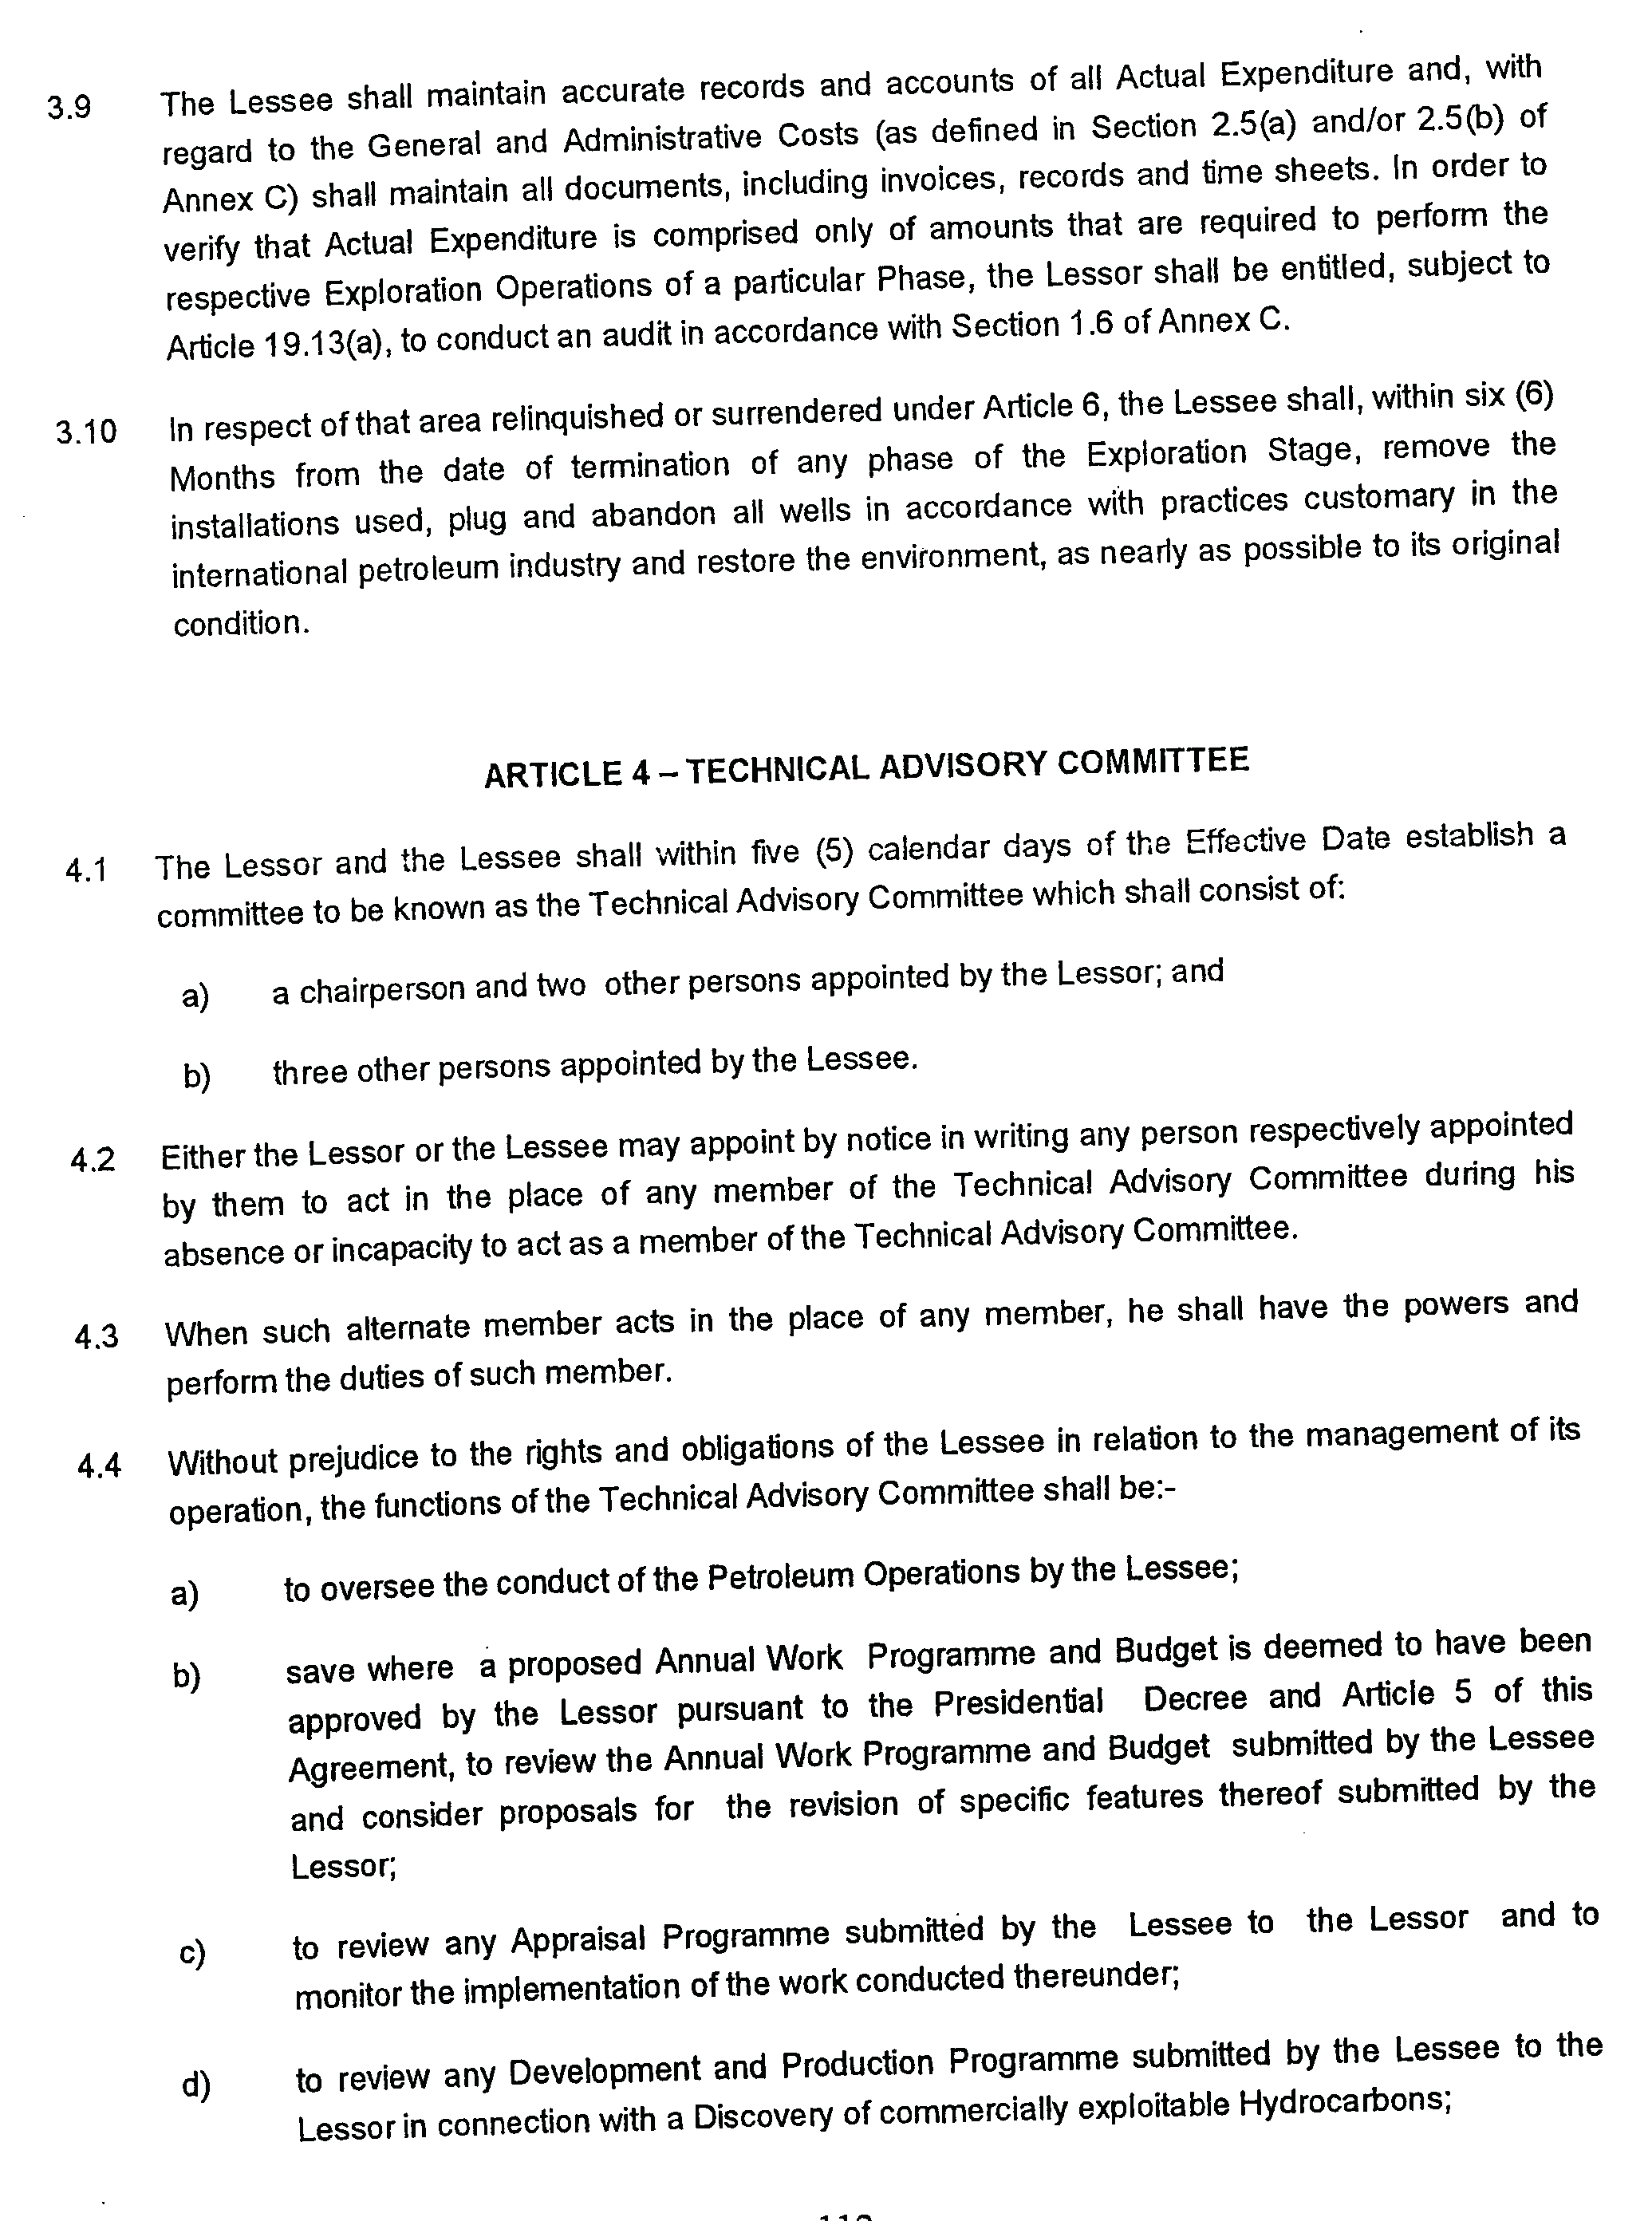 3.9 The Lessee shall maintain accurate records and accounts of all Actual Expenditure and, with
regard to the General and Administrative Costs (as defined in Section 2.5(a) and/or 2.5(b) of
Annex C) shall maintain all documents, including invoices, records and time sheets. In order to
verify that Actual Expenditure is comprised only of amounts that are required to perform the
respective Exploration Operations of a particular Phase, the Lessor shall be entitled, subject to
Article 19.13(a), to conduct an audit in accordance with Section 1.6 of Annex C.
3.10 In respect of that area relinquished or surrendered under Article 6, the Lessee shall, within six (6)
Months from the date of termination of any phase of the Exploration Stage, remove the
installations used, plug and abandon all wells in accordance with practices customary in the
international petroleum industry and restore the environment, as nearly as possible to its original
condition.
ARTICLE 4 – TECHNICAL ADVISORY COMMITTEE
4.1 The Lessor and the Lessee shall within five (5) calendar days of the Effective Date establish a
committee to be known as the Technical Advisory Committee which shall consist of:
a) a chairperson and two other persons appointed by the Lessor; and
b) three other persons appointed by the Lessee.
4.2 Either the Lessor or the Lessee may appoint by notice in writing any person respectively appointed
by them to act in the place of any member of the Technical Advisory Committee during his
absence or incapacity to act as a member of the Technical Advisory Committee.
4.3 When such alternate member acts in the place of any member, he shall have the powers and
perform the duties of such member.
4.4 Without prejudice to the rights and obligations of the Lessee in relation to the management of its
operation, the functions of the Technical Advisory Committee shall be:-
a) to oversee the conduct of the Petroleum Operations by the Lessee;
b) save where a proposed Annual Work Programme and Budget is deemed to have been
approved by the Lessor pursuant to the Presidential Decree and Article 5 of this
Agreement, to review the Annual Work Programme and Budget submitted by the Lessee
and consider proposals for the revision of specific features thereof submitted by the
Lessor;
c) to review any Appraisal Programme submitted by the Lessee to the Lessor and to
monitor the implementation of the work conducted thereunder;
d) to review any Development and Production Programme submitted by the Lessee to the
Lessor in connection with a Discovery of commercially exploitable Hydrocarbons;